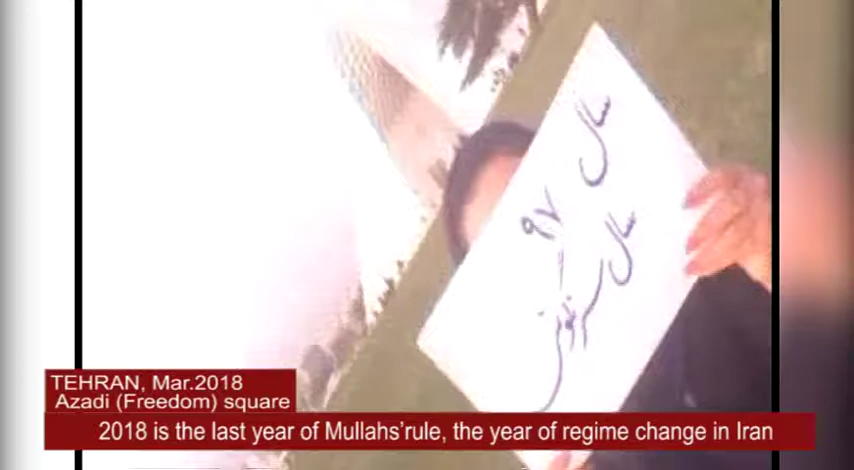 سال
۹۷
سال
سرنگونی
TEHRAN, Mar.2018
Azadi (Freedom) square
2018 is the last year of Mullahs'rule, the year of regime change in Iran